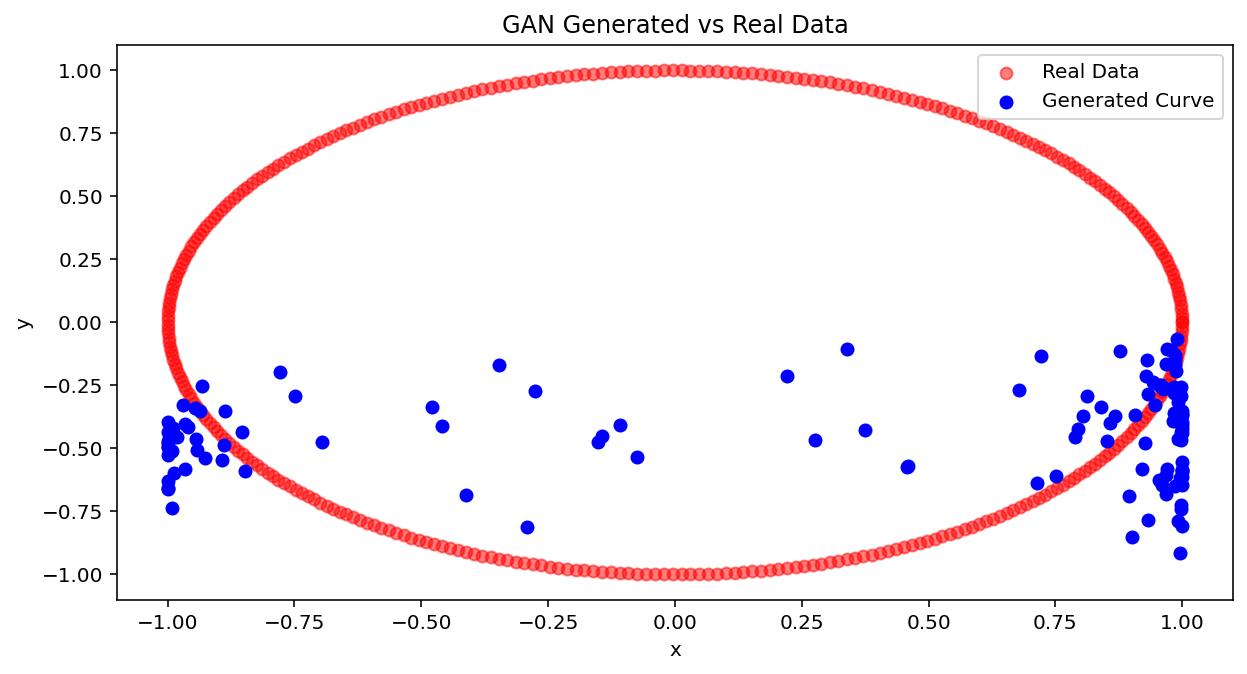 GAN Generated vs Real Data
Real Data
Generated Curve
1.00
0.75
0.50
0.25
0.00
−0.25
−0.50
−0.75
−1.00
y
−1.00 −0.75 −0.50 −0.25 0.00 0.25 0.50 0.75 1.00
x